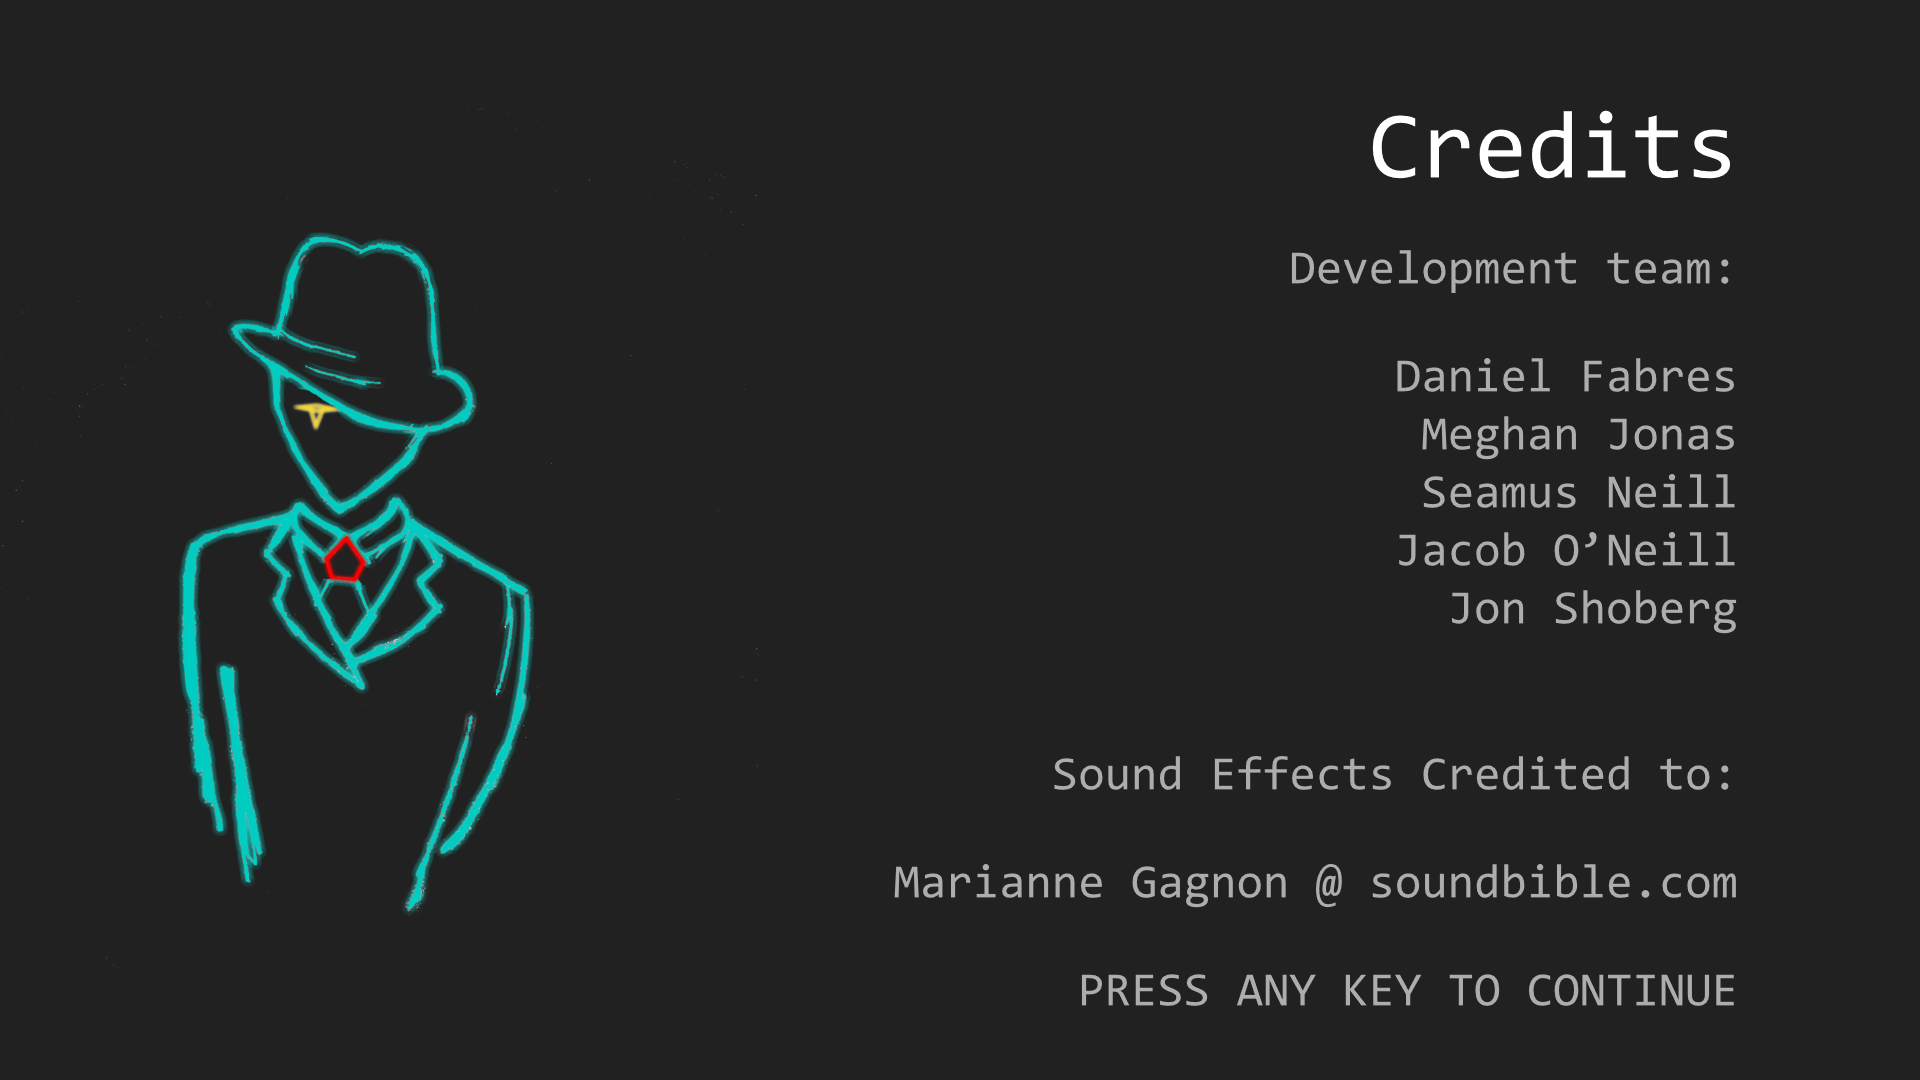 Credits
Development team:
Daniel Fabres
Meghan Jonas
Seamus Neill
Jacob O’Neill
Jon Shoberg
Sound Effects Credited to:
Marianne Gagnon @ soundbible.com
PRESS ANY KEY TO CONTINUE